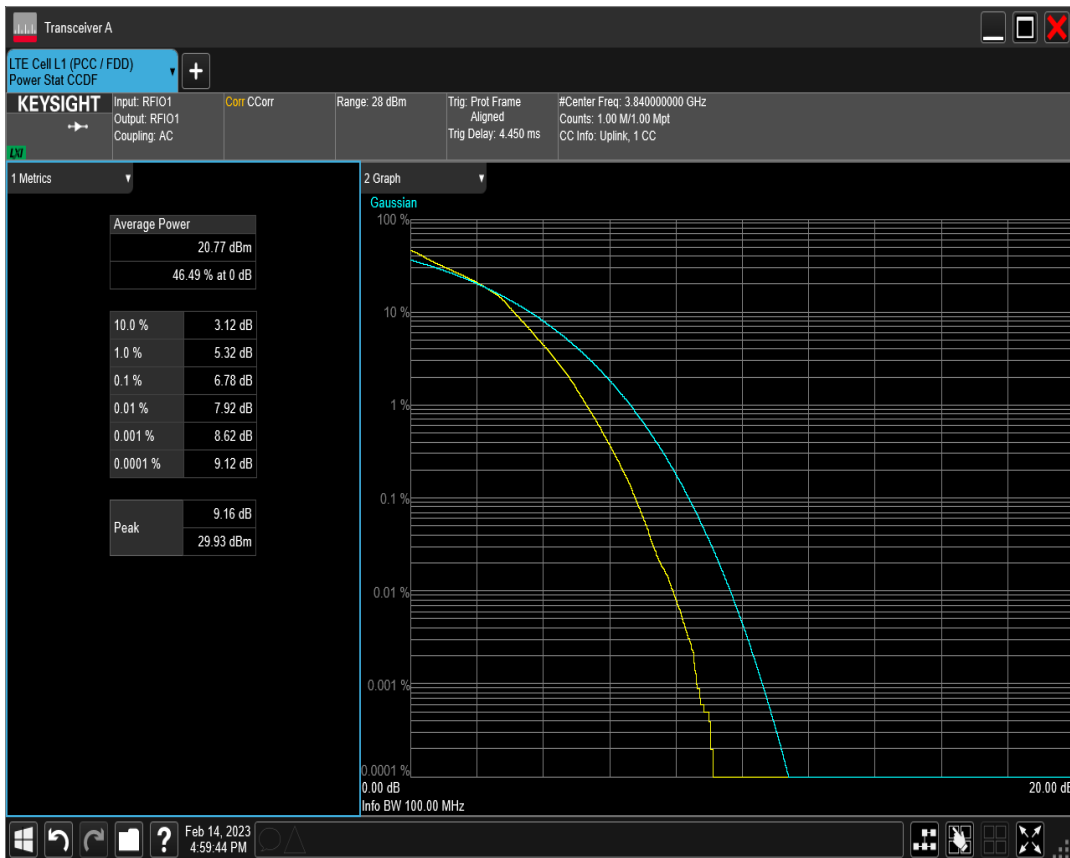 Transceiver A
LTE Cell L1 (PCC / FDD)
Power Stat CCDF
KEYSIGHT
LXI
Input: RFIO1
Output: RFIO1
Coupling: AC
Corr CCorr
Range: 28 dBm
Trig: Prot Frame
Aligned
Trig Delay: 4.450 ms
#Center Freq: 3.840000000 GHz
Counts: 1.00 M/1.00 Mpt
CC Info: Uplink, 1 CC
1 Metrics
Average Power
20.77 dBm
46.49 % at 0 dB
10.0 % 3.12 dB
1.0 % 5.32 dB
0.1 % 6.78 dB
0.01 % 7.92 dB
0.001 % 8.62 dB
0.0001 % 9.12 dB
Peak
9.16 dB
29.93 dBm
2 Graph
Gaussian
100 %
10 %
1 %
0.1 %
0.01 %
0.001 %
0.0001 %
0.00 dB 20.00 dB
Info BW 100.00 MHz
Feb 14, 2023
4:59:44 PM